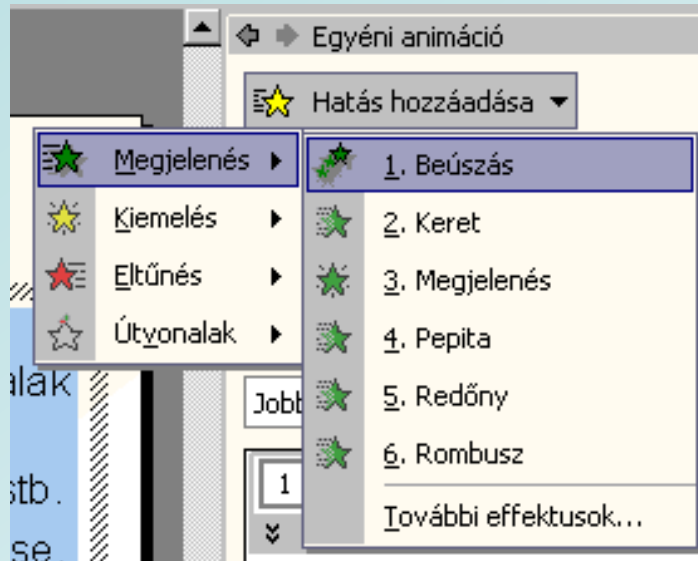 Egyéni animáció
Hatás hozzáadása
Megjelenés
Kiemelés
Eltűnés
Útvonalak
1. Beúszás
2. Keret
3. Megjelenés
4. Pepita
5. Redőny
6. Rombusz
További effektusok...
alak
Jobb
1
stb.
se